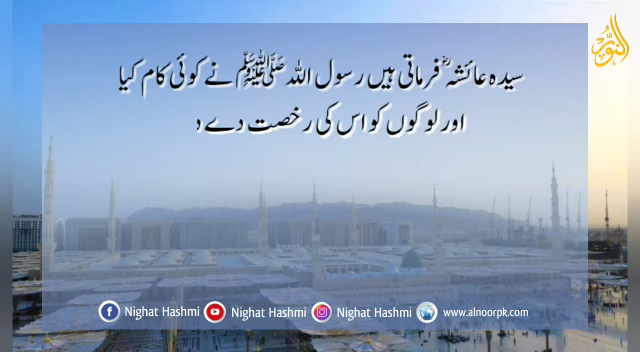 النور
سیدہ عائشہؓ فرماتی ہیں رسول اللہ ﷺ نے کوئی کام کیا
اور لوگوں کو اس کی رخصت دے د
Nighat Hashmi Nighat Hashmi Nighat Hashmi www.alnoorpk.com